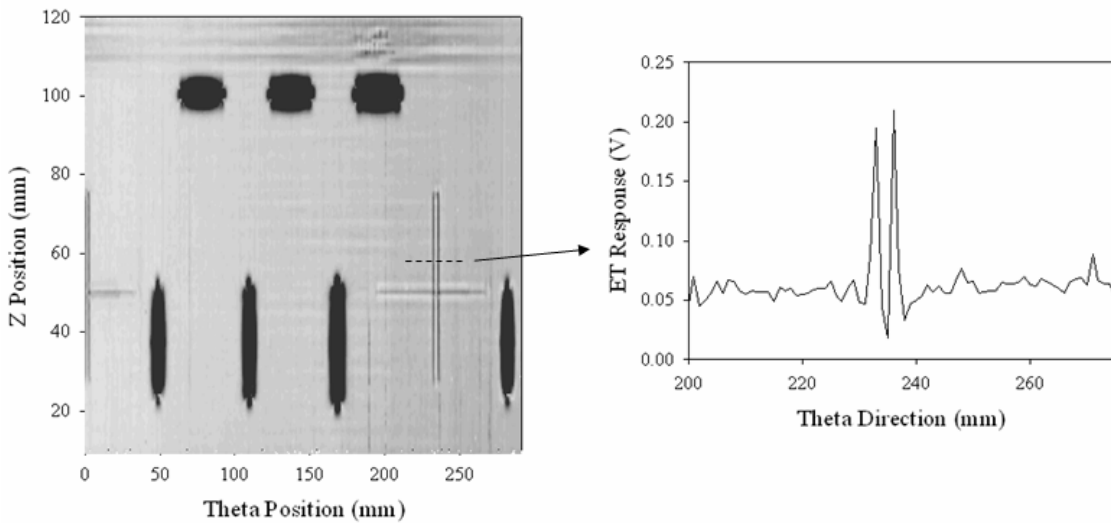 120
100
80
60
40
20
Z Position (mm)
0 50 100 150 200 250
Theta Position (mm)
0.25
0.20
0.15
0.10
0.05
0.00
ET Response (V)
200 220 240 260
Theta Direction (mm)